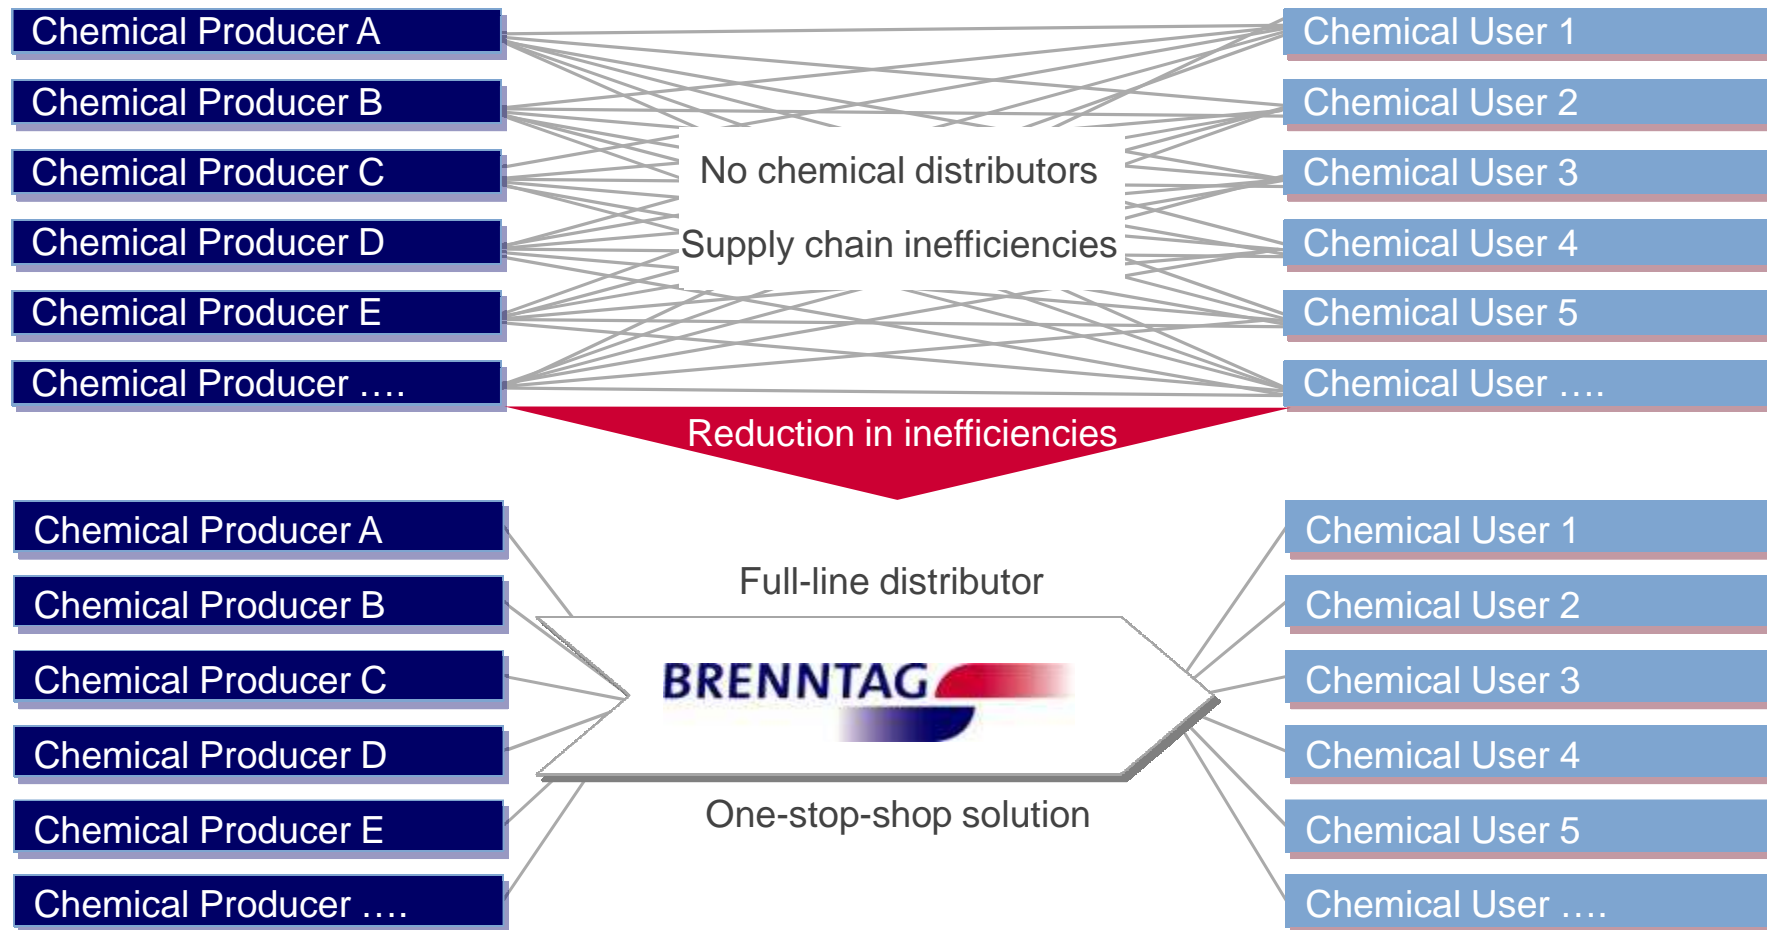 Chemical Producer A
Chemical User 1
Chemical Producer B
Chemical User 2
Chemical Producer C
No chemical distributors
Chemical User 3
Chemical Producer D
Supply chain inefficiencies
Chemical User 4
Chemical Producer E
Chemical User 5
Chemical Producer ….
Chemical User ….
Reduction in inefficiencies
Chemical Producer A
Chemical User 1
Full-line distributor
Chemical Producer B
Chemical User 2
Chemical Producer C
BRENNTAG
Chemical User 3
Chemical Producer D
Chemical User 4
One-stop-shop solution
Chemical Producer E
Chemical User 5
Chemical Producer ….
Chemical User ….